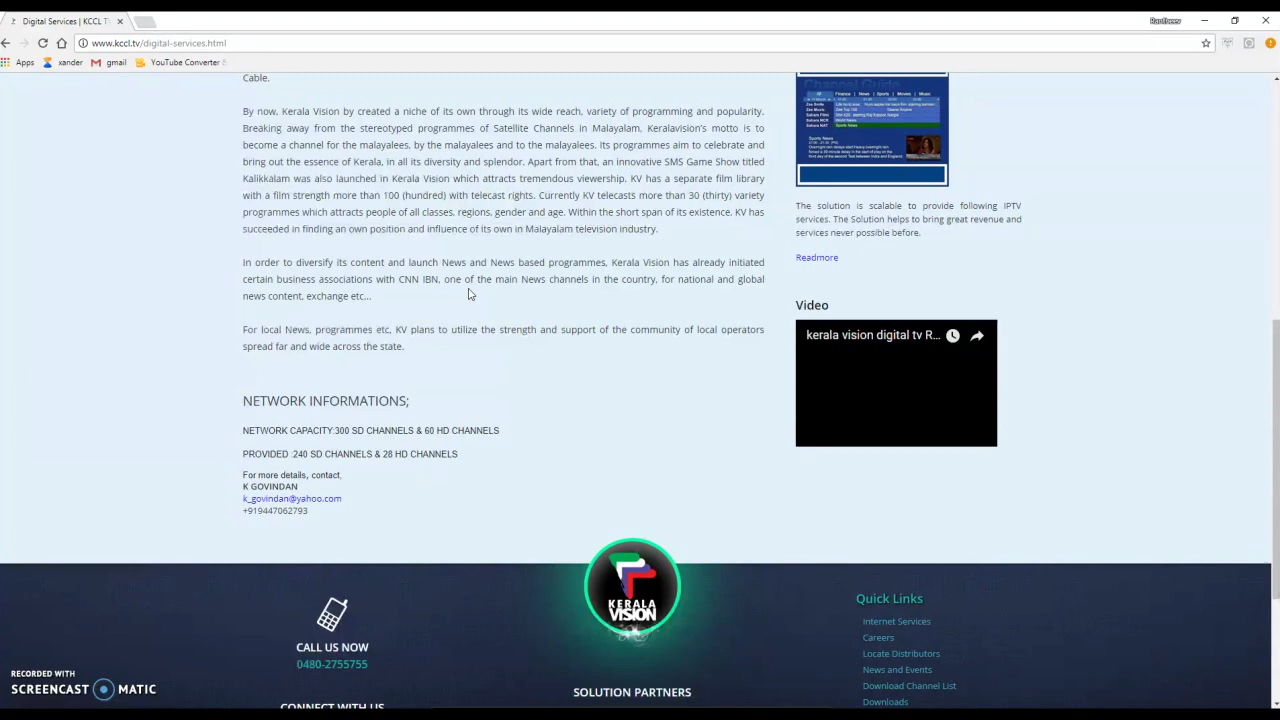 Digital Services | KCCL TV
Rantheev
www.kccl.tv/digital-services.html
Apps xander gmail YouTube Converter
Cable.
By now, Kerala Vision by created a niche of its own through its width, variety of programming and popularity.
Breaking away from the stereotyped programmes of Satellite Channels in Malayalam, Keralavision's motto is to
become a channel for the malayalees, by the malayalees and to the malayalees. Its programmes aim to celebrate and
bring out the essence of Kerala, in all its diversity and splendor. Apart from that, an innovative SMS Game Show titled
Kalikkalam was also launched in Kerala Vision which attracts tremendous viewership. KV has a separate film library
with a film strength more than 100 (hundred) with telecast rights. Currently KV telecasts more than 30 (thirty) variety
programmes which attracts people of all classes, regions, gender and age. Within the short span of its existence. KV has
succeeded in finding an own position and influence of its own in Maiayalam television industry.
In order to diversify its content and launch News and News based programmes, Kerala Vision has already initiated
certain business associations with CNN IBN, one of the main News channels in the country, for national and global
news content, exchange etc...
For local News, programmes etc, KV plans to utilize the strength and support of the community of local operators
spread far and wide across the state.
NETWORK INFORMATIONS;
NETWORK CAPACITY:300 SD CHANNELS & 60 HD CHANNELS
PROVIDED :240 SD CHANNELS & 28 HD CHANNELS
For more details, contact,
K GOVINDAN
k_govindan@yahoo.com
+919447062793
Channel Guide
Finance | News | Sports | Movies | Music
Sports News
The solution is scalable to provide following IPTV
services. The Solution helps to bring great revenue and
services never possible before.
Readmore
Video
kerala vision digital tv R...
KERALA
VISION
CALL US NOW
0480-2755755
CONNECT WITH US
SOLUTION PARTNERS
Quick Links
Internet Services
Careers
Locate Distributors
News and Events
Download Channel List
Downloads
RECORDED WITH
SCREENCAST MATIC